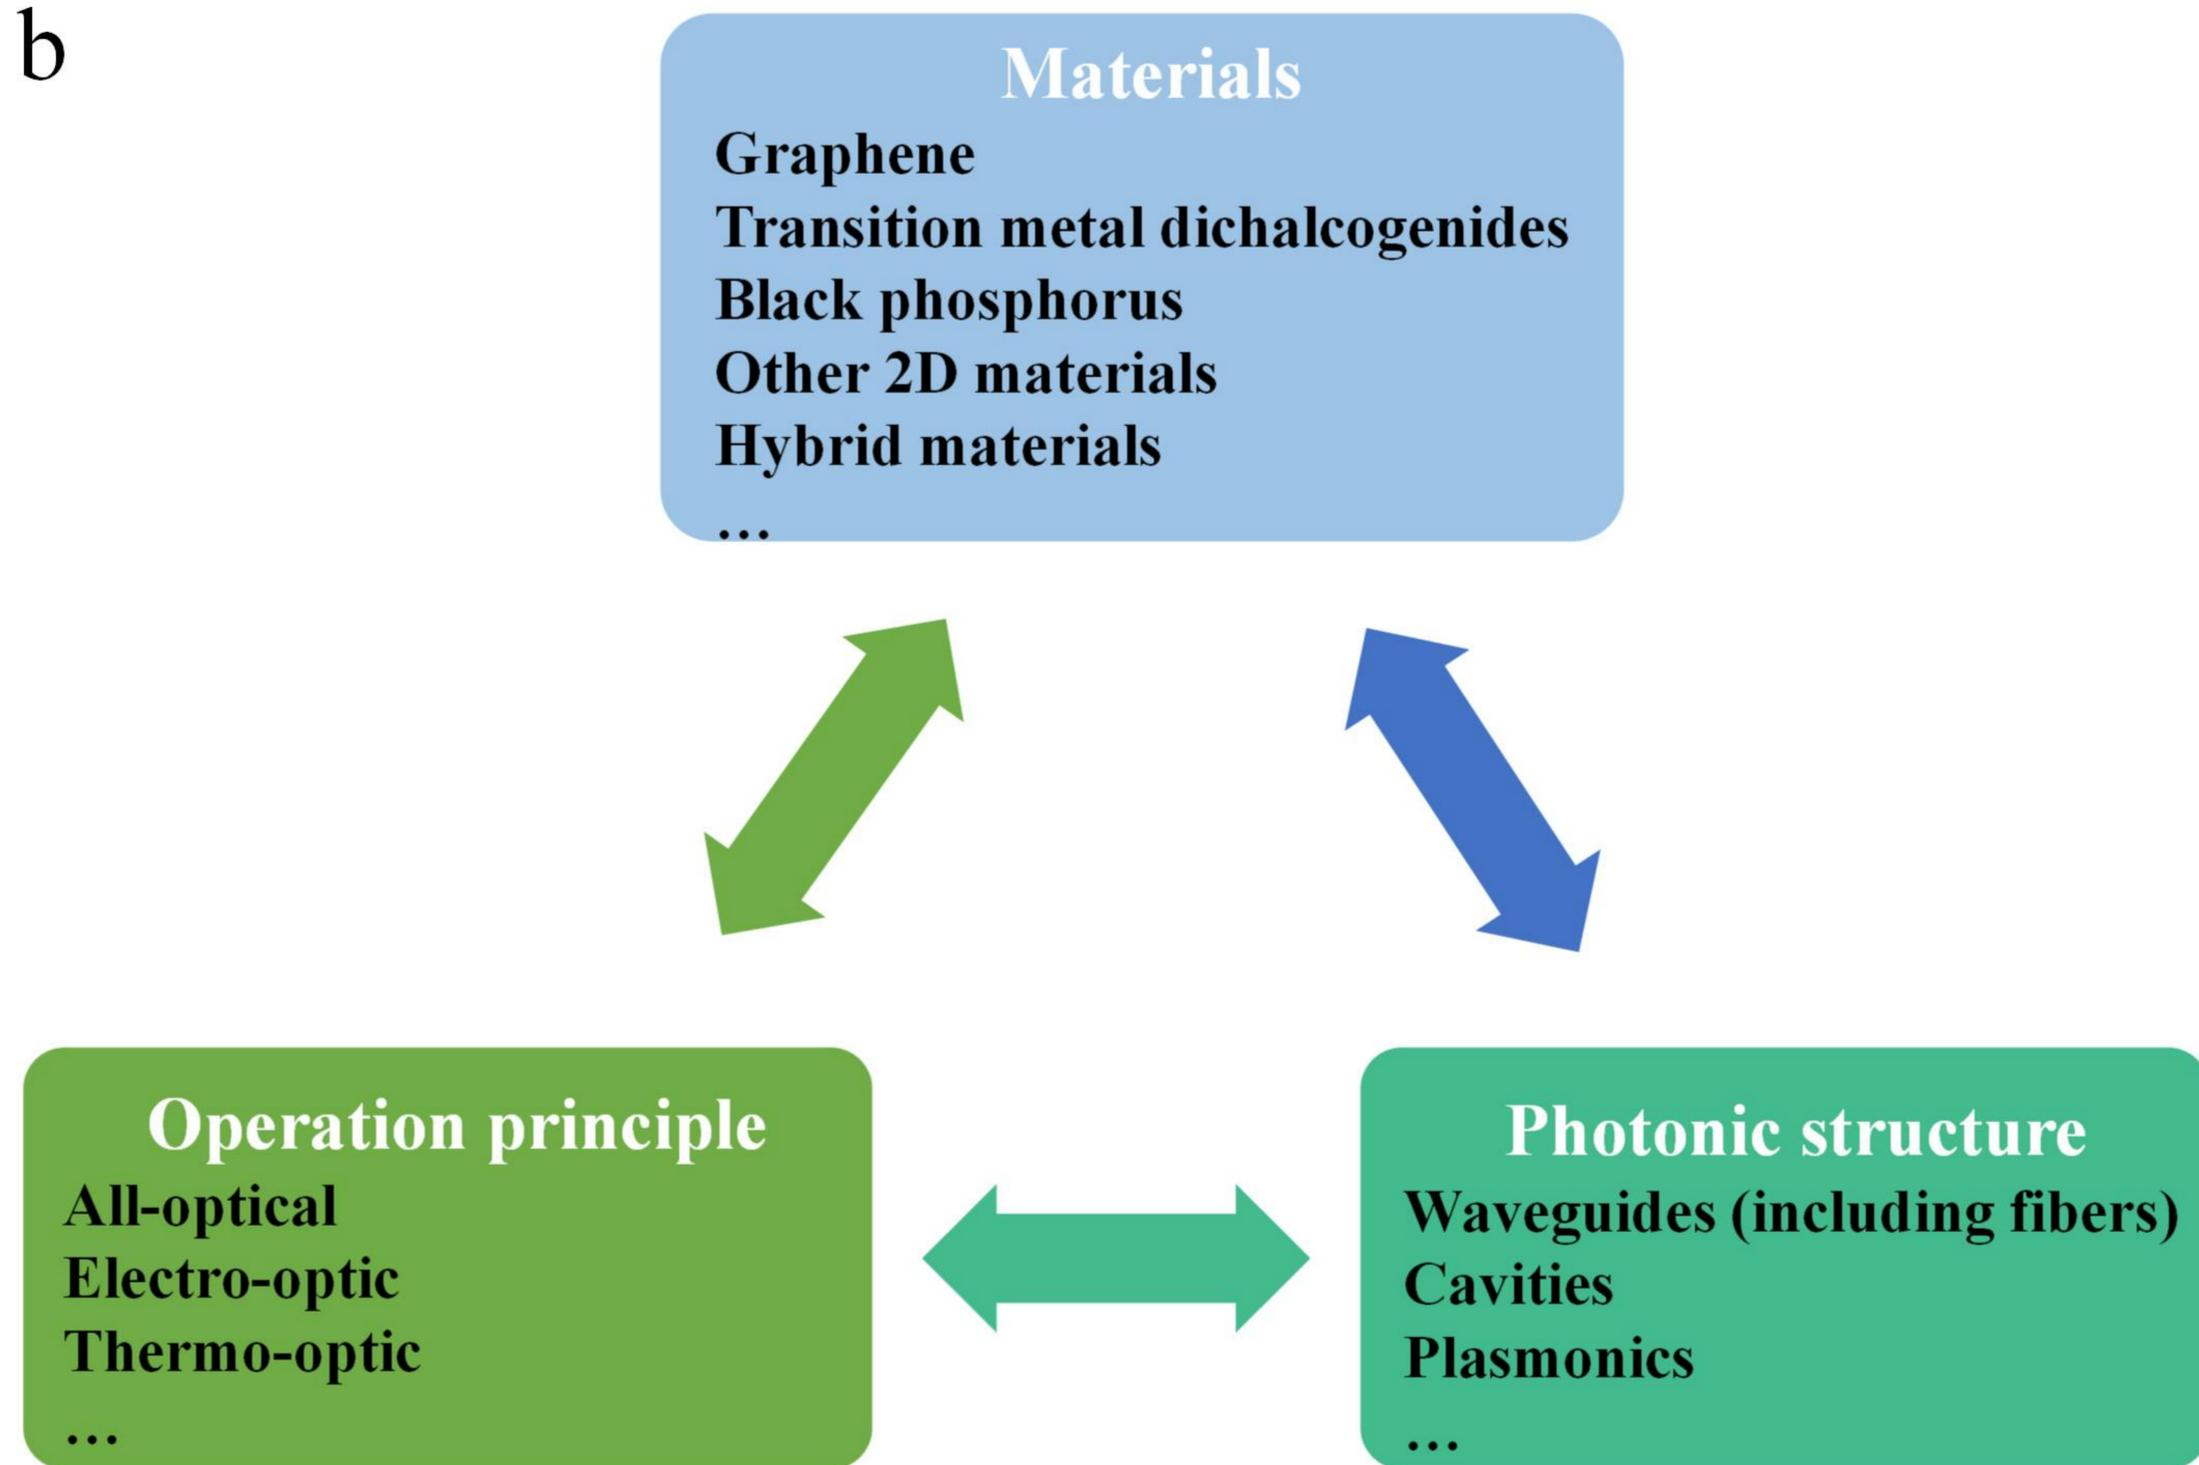 b
Materials
Graphene
Transition metal dichalcogenides
Black phosphorus
Other 2D materials
Hybrid materials
...
Operation principle
All-optical
Electro-optic
Thermo-optic
...
Photonic structure
Waveguides (including fibers)
Cavities
Plasmonics
...